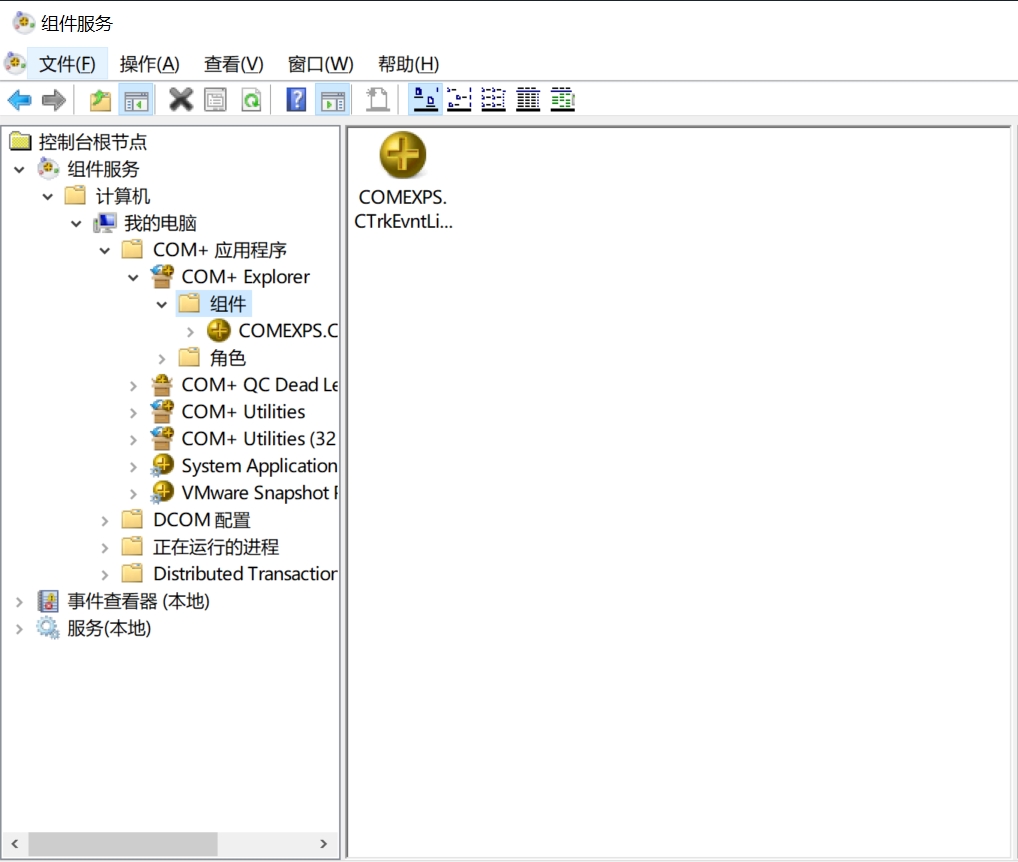 组件服务
文件(F) 操作(A) 查看(V) 窗口(W) 帮助(H)
控制台根节点
组件服务
计算机
我的电脑
COM+ 应用程序
COM+ Explorer
组件
COMEXPS.C
角色
COM+ QC Dead Le
COM+ Utilities
COM+ Utilities (32
System Application
VMware Snapshot P
DCOM 配置
正在运行的进程
Distributed Transaction
事件查看器 (本地)
服务(本地)
COMEXPS.
CTrkEvntLi...